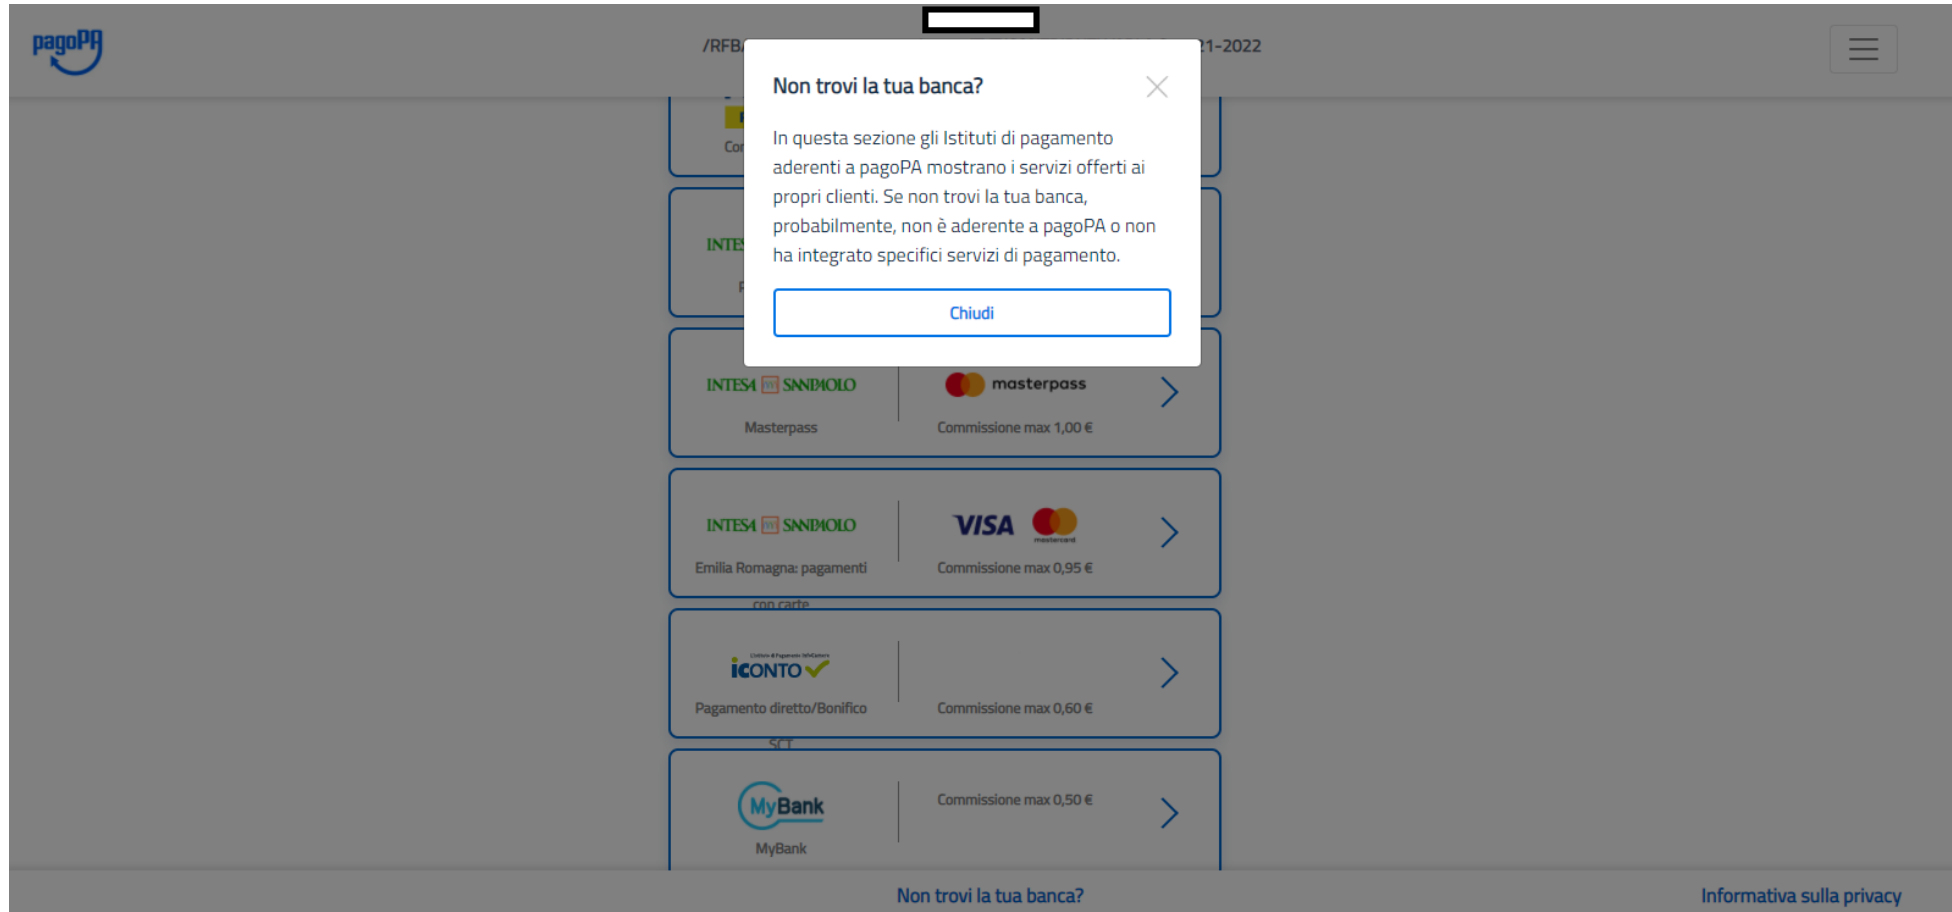 pagoPA
/RFB
21-2022
Non trovi la tua banca?
In questa sezione gli Istituti di pagamento
aderenti a pagoPA mostrano i servizi offerti ai
propri clienti. Se non trovi la tua banca,
probabilmente, non è aderente a pagoPA o non
ha integrato specifici servizi di pagamento.
Chiudi
INTESA SANPAOLO
masterpass
Masterpass
Commissione max 1,00 €
INTESA SANPAOLO
VISA
mastercard
Emilia Romagna: pagamenti
con carte
Commissione max 0,95 €
iCONTO
Pagamento diretto/Bonifico
SCT
Commissione max 0,60 €
MyBank
Commissione max 0,50 €
MyBank
Non trovi la tua banca?
Informativa sulla privacy